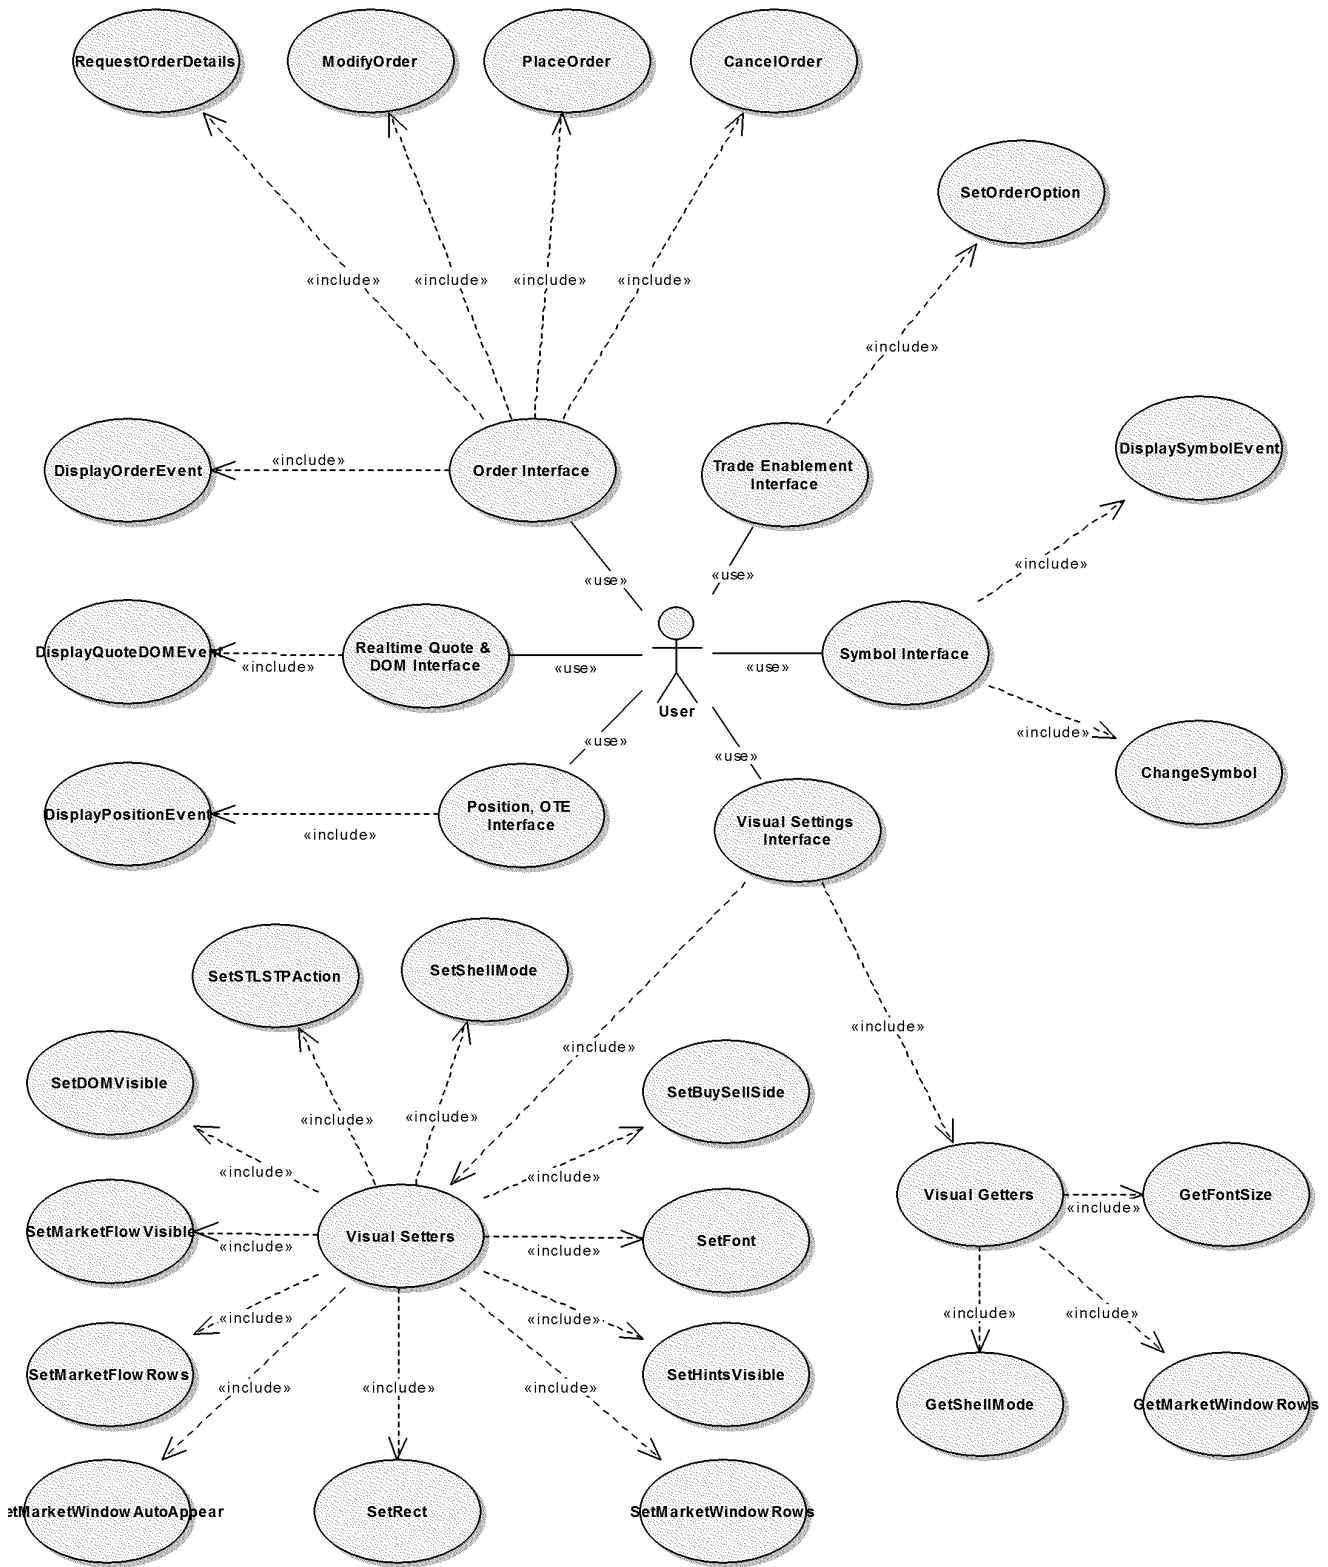 RequestOrderDetails
ModifyOrder
PlaceOrder
CancelOrder
SetOrderOption
«include»
«include»
«include»
«include»
«include»
DisplaySymbolEvent
DisplayOrderEvent
«include»
Order Interface
Trade Enablement
Interface
«include»
«use»
«use»
DisplayQuoteDOMEvent
«include»
Realtime Quote &
DOM Interface
«use»
User
«use»
Symbol Interface
«include»
ChangeSymbol
«use»
«use»
DisplayPositionEvent
«include»
Position, OTE
Interface
Visual Settings
Interface
SetSTLSTPAction
SetShellMode
«include»
«include»
SetDOMVisible
SetBuySellSide
«include»
«include»
«include»
«include»
SetMarketFlowVisible
«include»
Visual Setters
«include»
SetFont
Visual Getters
«include»
GetFontSize
«include»
«include»
«include»
«include»
SetMarketFlowRows
«include»
«include»
«include»
SetHintsVisible
GetShellMode
GetMarketWindowRows
etMarketWindowAutoAppear
SetRect
SetMarketWindowRows